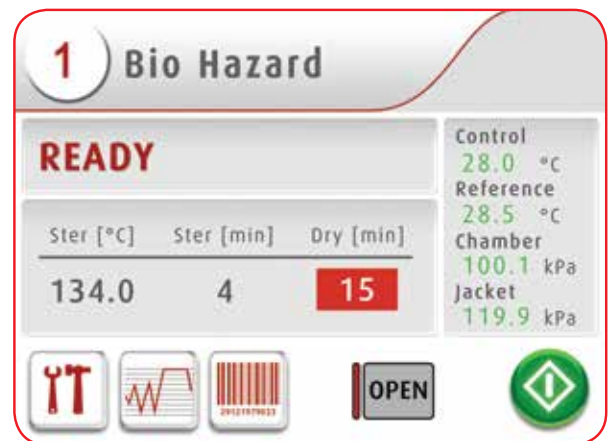 1 Bio Hazard
READY
Ster [°C] Ster [min] Dry [min]
134.0 4 15
Control
28.0 °C
Reference
28.5 °C
Chamber
100.1 kPa
Jacket
119.9 kPa
OPEN